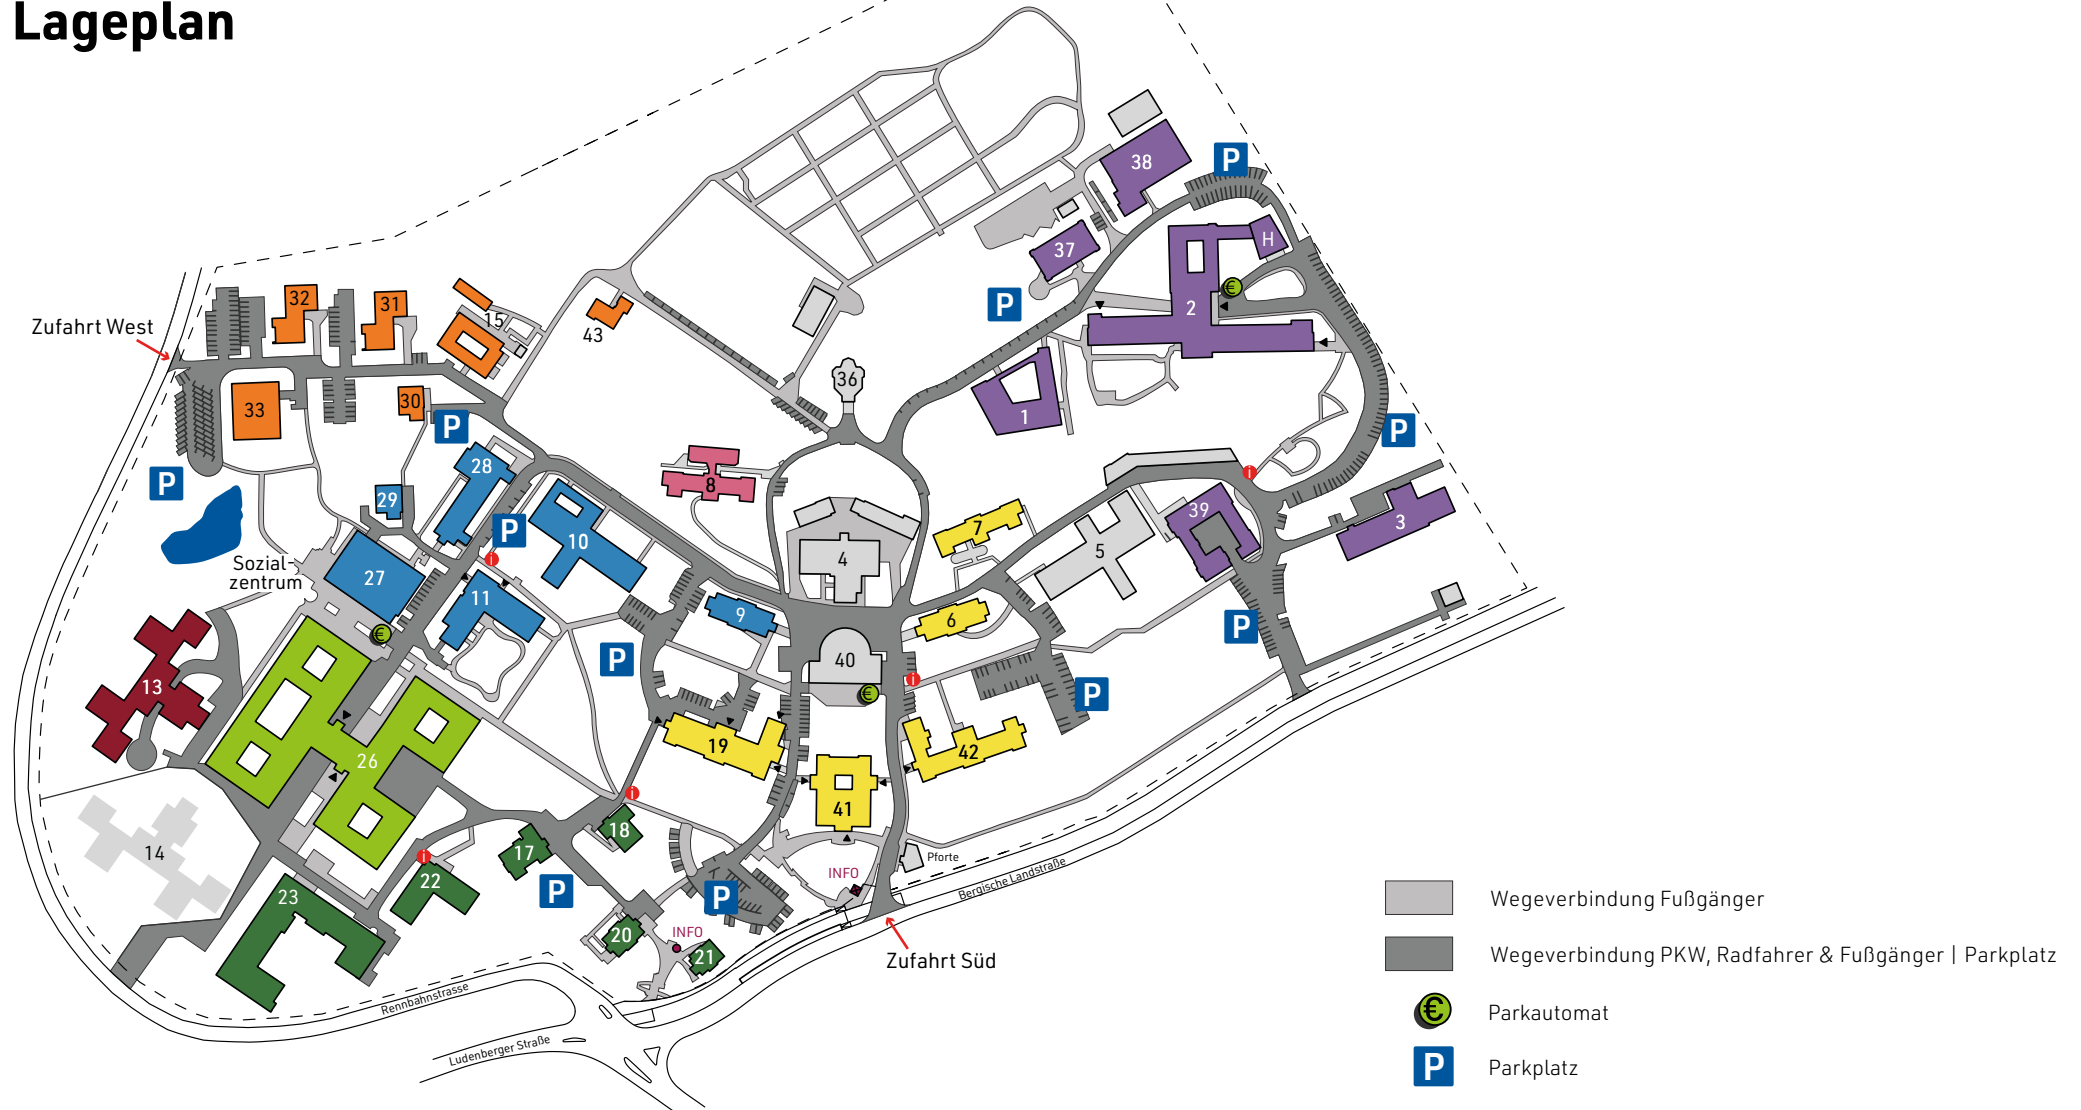 Lageplan
38
P
37
H
€
2
P
32
31
15
43
Zufahrt West
36
1
33
30
P
P
28
8
i
P
29
7
39
3
P
10
4
5
i
Sozial-
zentrum
27
11
9
6
P
€
P
40
i
€
P
13
19
42
26
41
i
18
14
17
i
Pforte
22
INFO
Bergische Landstraße
23
P
P
20
INFO
21
Zufahrt Süd
Rennbahnstrasse
Ludenberger Straße
Wegeverbindung Fußgänger
Wegeverbindung PKW, Radfahrer & Fußgänger | Parkplatz
€ Parkautomat
P Parkplatz